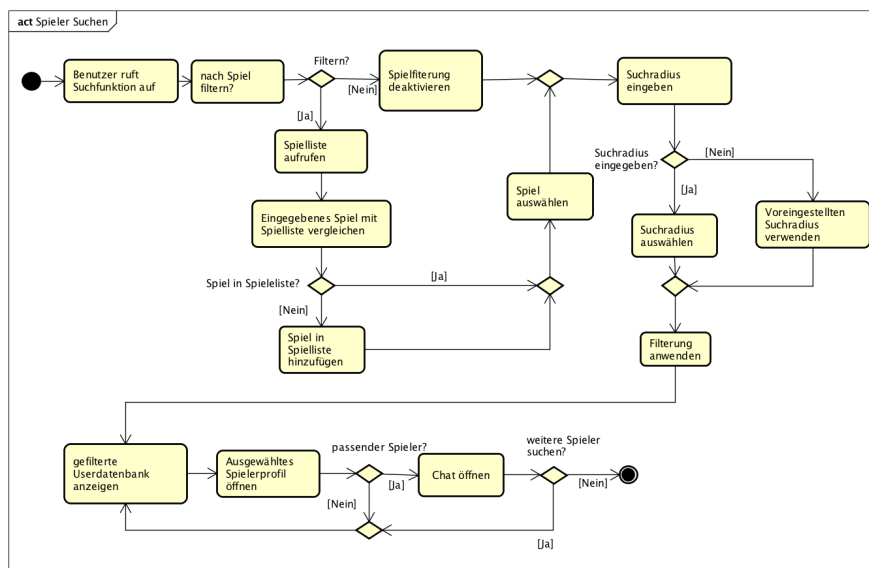 act Spieler Suchen
Filtern?
Benutzer ruft
Suchfunktion auf
nach Spiel
filtern?
[Nein]
Spielfiterung
deaktivieren
Suchradius
eingeben
[Ja]
Spielliste
aufrufen
Suchradius
eingegeben?
[Nein]
[Ja]
Spiel
auswählen
Eingegebenes Spiel mit
Spielliste vergleichen
Suchradius
auswählen
Voreingestellten
Suchradius
verwenden
Spiel in Spieleliste?
[Ja]
[Nein]
Spiel in
Spielliste
hinzufügen
Filterung
anwenden
passender Spieler?
weitere Spieler
suchen?
gefilterte
Userdatenbank
anzeigen
Ausgewähltes
Spielerprofil
öffnen
[Ja]
Chat öffnen
[Nein]
[Nein]
[Ja]